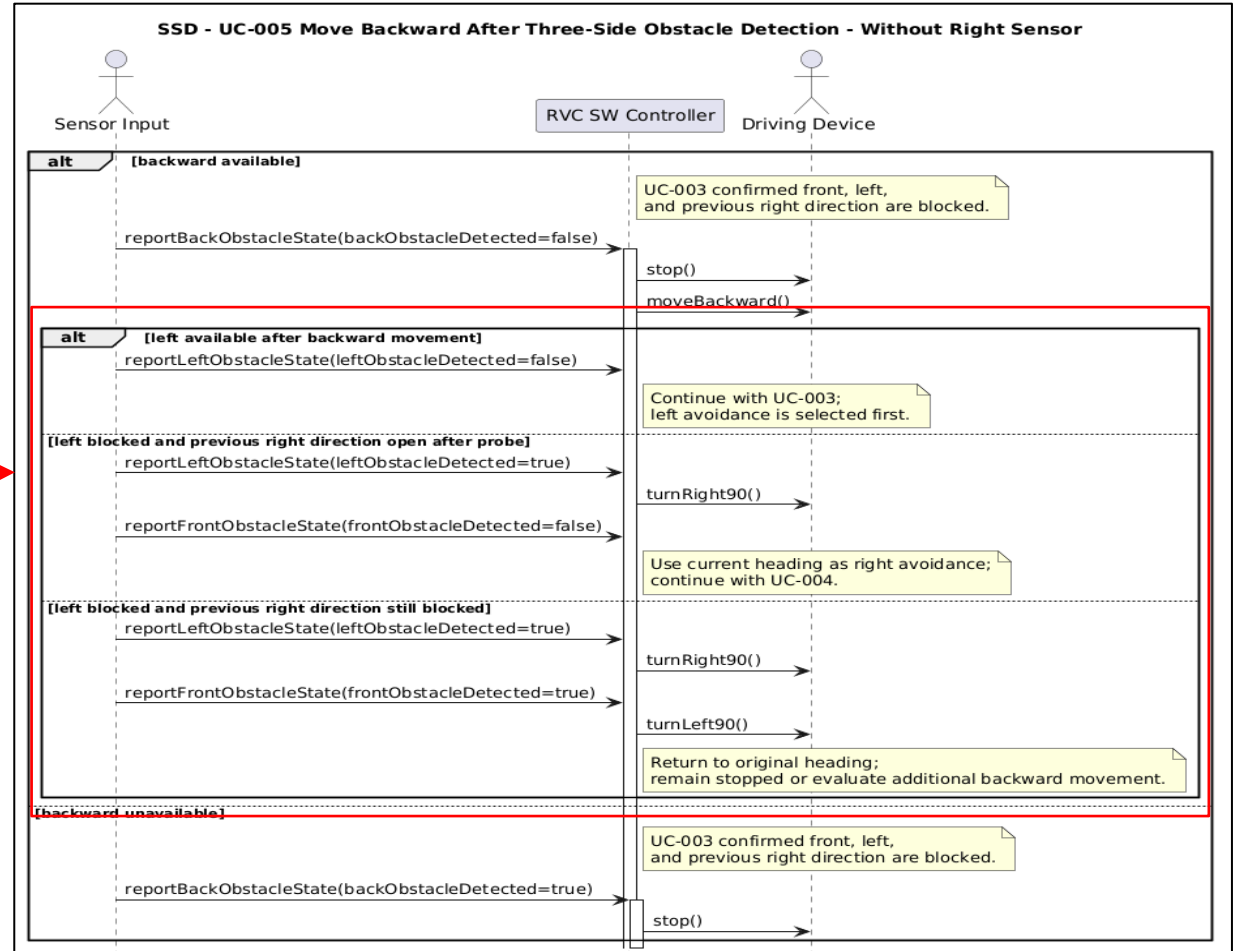 SSD - UC-005 Move Backward After Three-Side Obstacle Detection - Without Right Sensor
Sensor Input
RVC SW Controller
Driving Device
alt
[backward available]
UC-003 confirmed front, left,
and previous right direction are blocked.
reportBackObstacleState(backObstacleDetected=false)
stop()
moveBackward()
alt
[left available after backward movement]
reportLeftObstacleState(leftObstacleDetected=false)
Continue with UC-003;
left avoidance is selected first.
[left blocked and previous right direction open after probe]
reportLeftObstacleState(leftObstacleDetected=true)
turnRight90()
reportFrontObstacleState(frontObstacleDetected=false)
Use current heading as right avoidance;
continue with UC-004.
[left blocked and previous right direction still blocked]
reportLeftObstacleState(leftObstacleDetected=true)
turnRight90()
reportFrontObstacleState(frontObstacleDetected=true)
turnLeft90()
Return to original heading;
remain stopped or evaluate additional backward movement.
[backward unavailable]
UC-003 confirmed front, left,
and previous right direction are blocked.
reportBackObstacleState(backObstacleDetected=true)
stop()